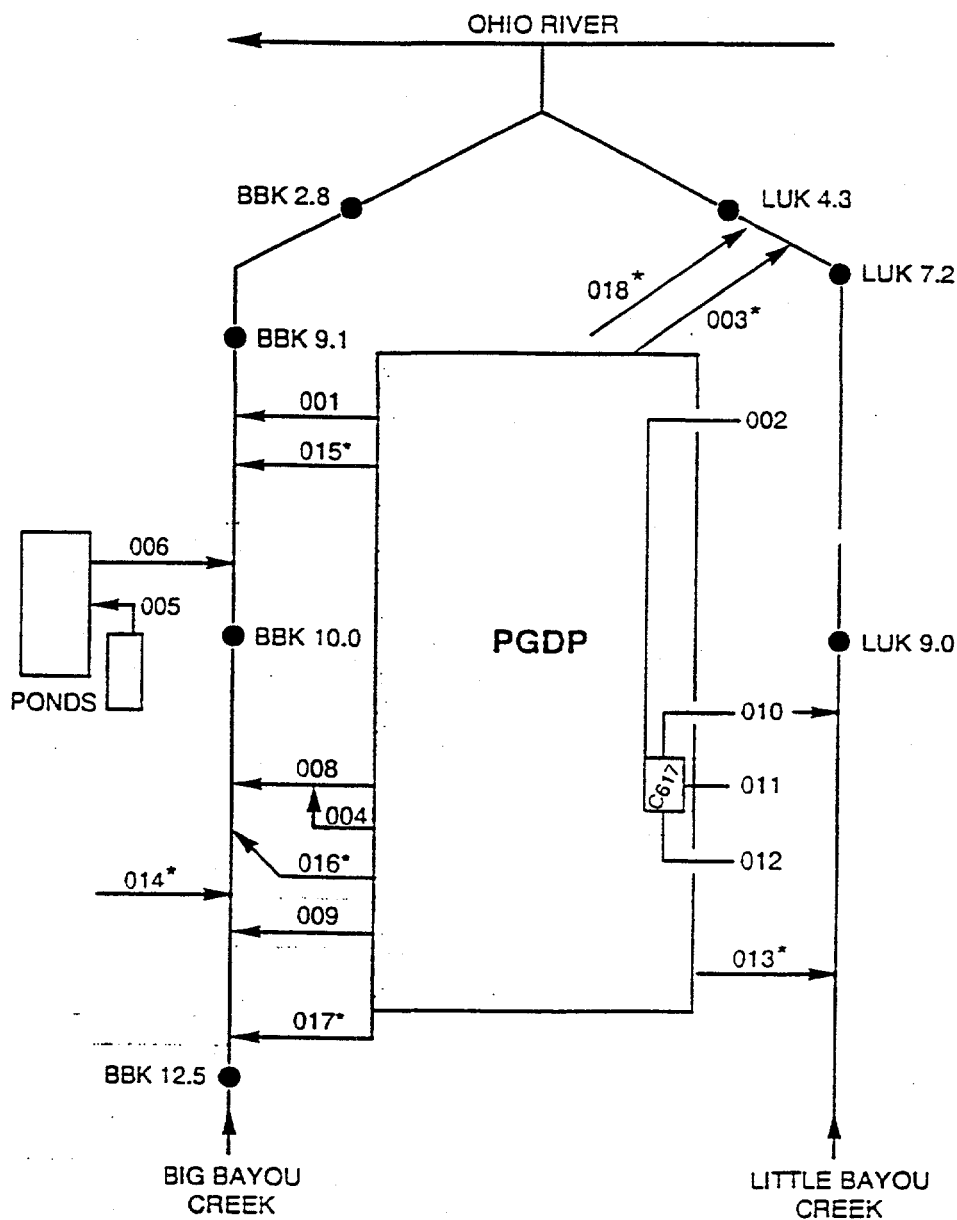 OHIO RIVER
BBK 2.8
LUK 4.3
018*
LUK 7.2
003*
BBK 9.1
001
002
015*
006
005
BBK 10.0
PGDP
LUK 9.0
PONDS
010
008
C617
011
004
016*
012
014*
009
013*
017*
BBK 12.5
BIG BAYOU
CREEK
LITTLE BAYOU
CREEK